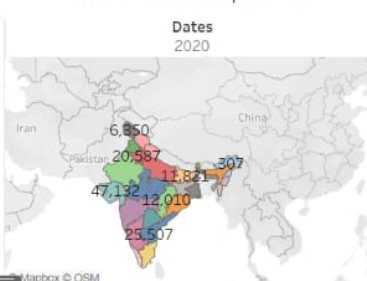 Dates
2020
China
Iran
6,350
Pakistan
20,587
307
11,821
47,132
12,010
25,507
© Mapbox © OSM